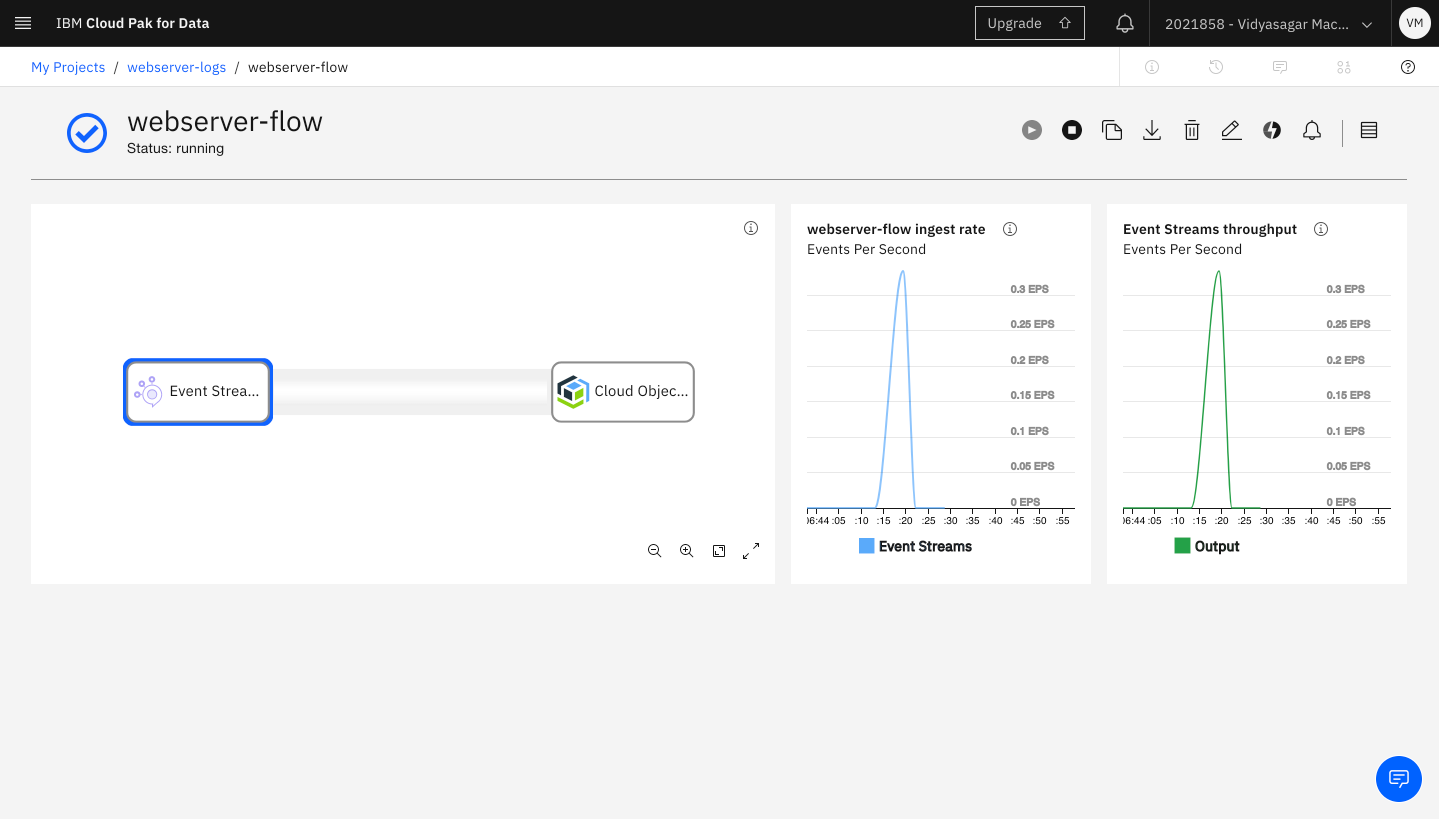 IBM Cloud Pak for Data
Upgrade
2021858 - Vidyasagar Mac...
VM
My Projects / webserver-logs / webserver-flow
webserver-flow
Status: running
Event Strea...
Cloud Objec...
webserver-flow ingest rate
Events Per Second
0.3 EPS
0.25 EPS
0.2 EPS
0.15 EPS
0.1 EPS
0.05 EPS
0 EPS
06:44 :05 :10 :15 :20 :25 :30 :35 :40 :45 :50 :55
Event Streams
Event Streams throughput
Events Per Second
0.3 EPS
0.25 EPS
0.2 EPS
0.15 EPS
0.1 EPS
0.05 EPS
0 EPS
06:44 :05 :10 :15 :20 :25 :30 :35 :40 :45 :50 :55
Output